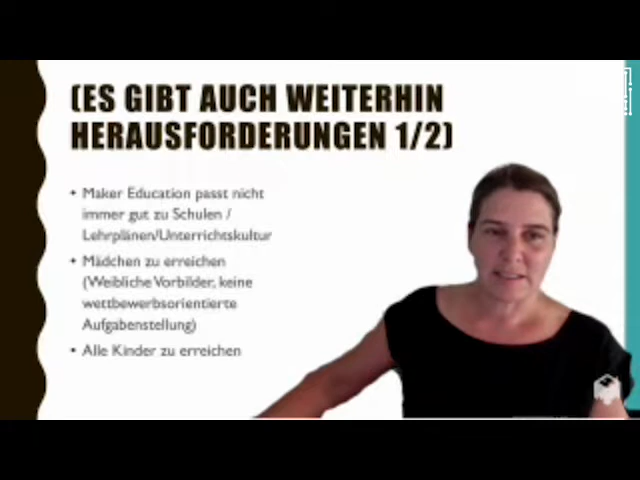 (ES GIBT AUCH WEITERHIN
HERAUSFORDERUNGEN 1/2)
• Maker Education passt nicht
immer gut zu Schulen /
Lehrplänen/Unterrichtskultur
• Mädchen zu erreichen
(Weibliche Vorbilder, keine
wettbewerbsorientierte
Aufgabenstellung)
• Alle Kinder zu erreichen